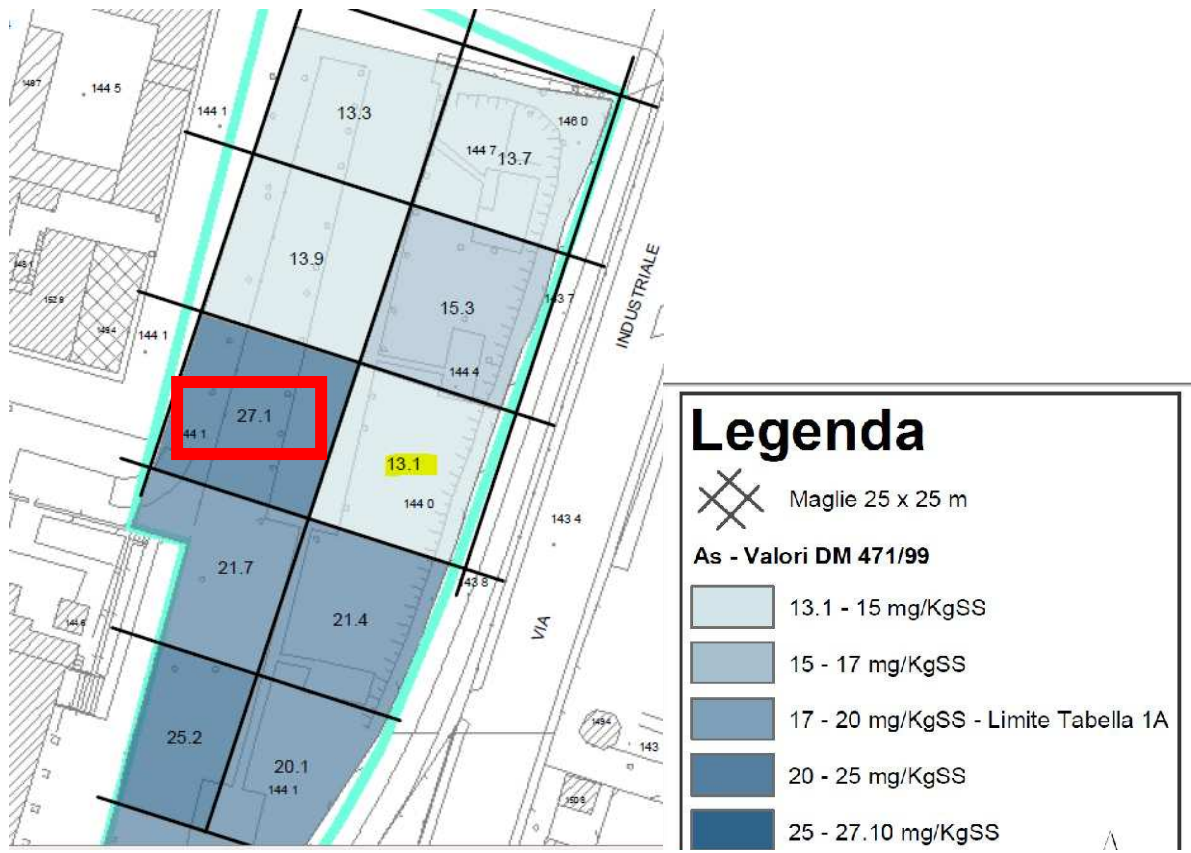 144 5
144 1
13.3
146 0
144 7
13.7
13.9
INDUSTRIALE
15.3
43 7
144 1
144 4
27.1
44 1
13.1
144 0
143 4
21.7
43 8
21.4
VIA
25.2
143
20.1
144 1
Legenda
Maglie 25 x 25 m
As - Valori DM 471/99
13.1 - 15 mg/KgSS
15 - 17 mg/KgSS
17 - 20 mg/KgSS - Limite Tabella 1A
20 - 25 mg/KgSS
25 - 27.10 mg/KgSS